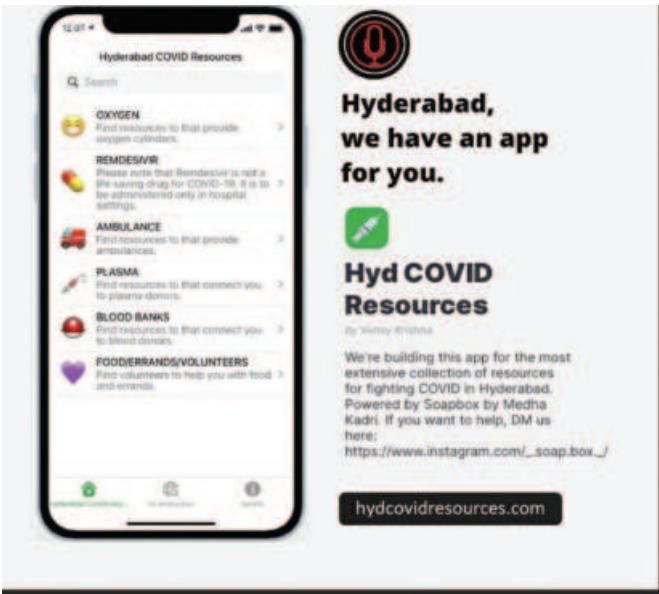 12:07
Hyderabad COVID Resources
Search
OXYGEN
Find resources to that provide
oxygen cylinders.
REMDESIVIR
Please note that Remdesivir is not a
life saving drug for COVID-19. It is to
be administered only in hospital
settings.
AMBULANCE
Find resources to that provide
ambulances.
PLASMA
Find resources to that connect you
to plasma donors.
BLOOD BANKS
Find resources to that connect you
to blood donors.
FOOD/ERRANDS/VOLUNTEERS
Find volunteers to help you with food
and errands.
Hyderabad,
we have an app
for you.
Hyd COVID
Resources
by Krishna
We're building this app for the most
extensive collection of resources
for fighting COVID in Hyderabad.
Powered by Soapbox by Medha
Kadri. If you want to help, DM us
here:
https://www.instagram.com/_.soap.box._/
hydcovidresources.com